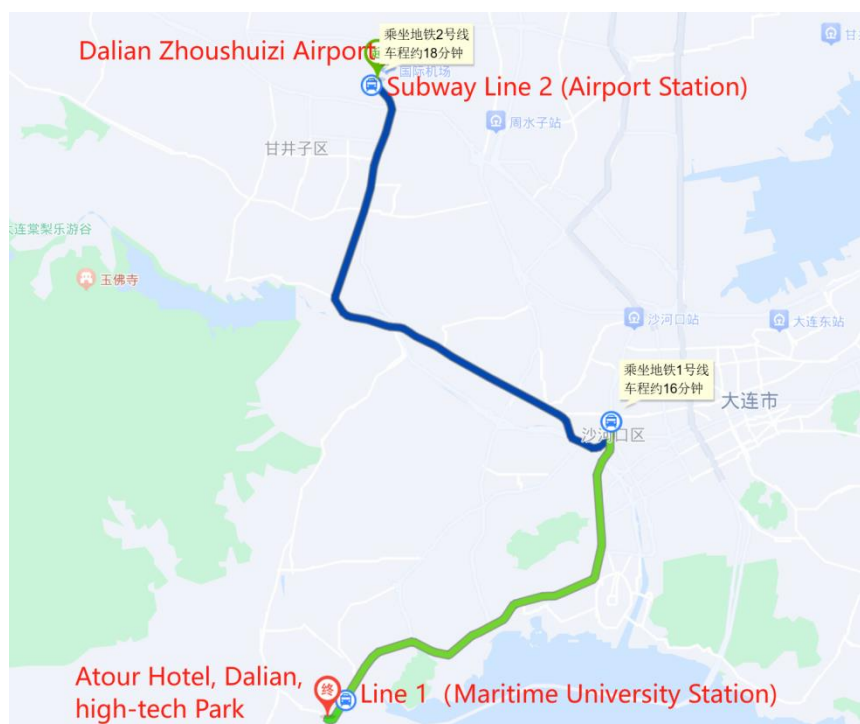 乘坐地铁2号线
车程约18分钟
Dalian Zhoushuizi Airport
国际机场
Subway Line 2 (Airport Station)
周水子站
甘井子区
大连棠梨乐游谷
玉佛寺
沙河口站
大连东站
乘坐地铁1号线
车程约16分钟
大连市
沙河口区
Atour Hotel, Dalian,
high-tech Park
终
Line 1（Maritime University Station)